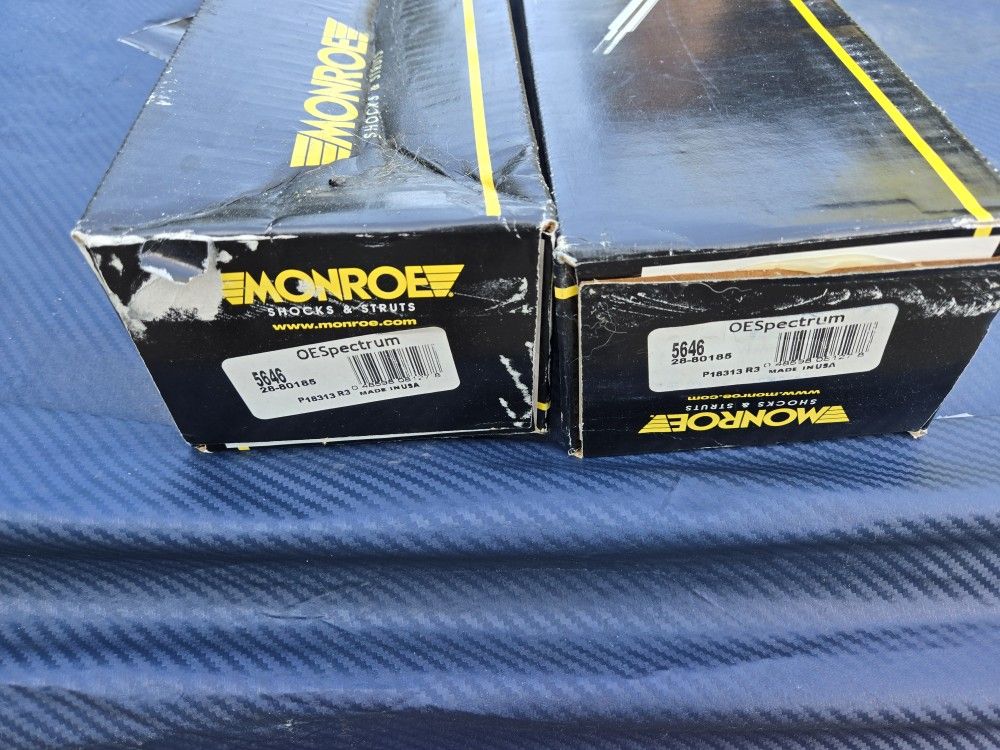 MONROE
SHOCKS & STRUTS
MONROE
SHOCKS & STRUTS
www.monroe.com
OESpectrum
5646
28-80185
P18313 R3
MADE IN USA
OESpectrum
5646
28-80185
P18313 R3
MADE IN USA
www.monroe.com
SHOCKS & STRUTS
MONROE